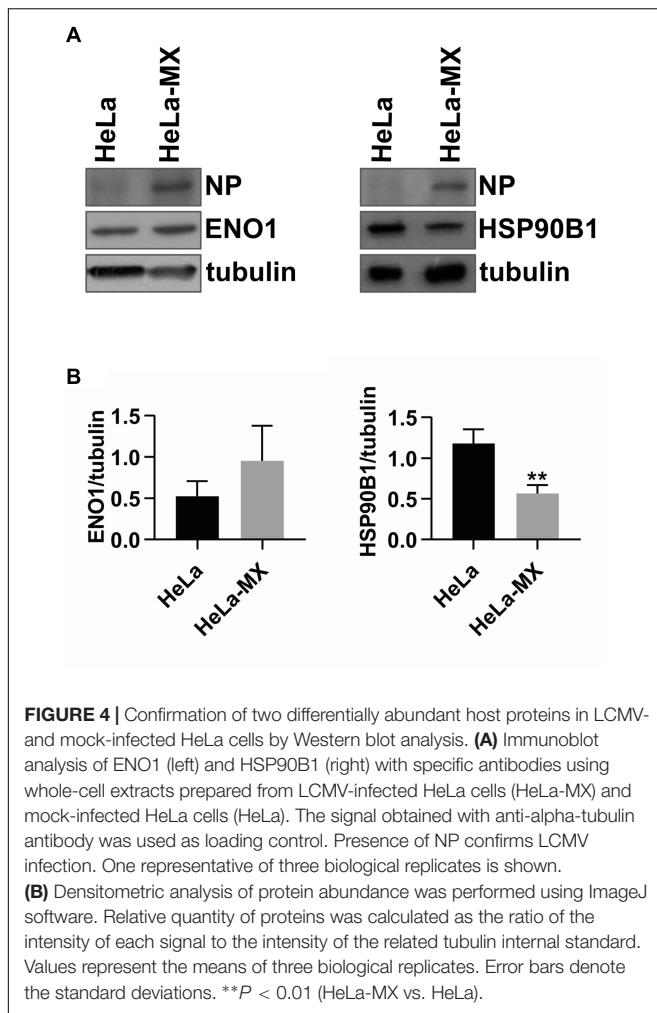 A
HeLa
HeLa-MX
NP
ENO1
tubulin
HeLa
HeLa-MX
NP
HSP90B1
tubulin
B
ENO1/tubulin
1.5
1.0
0.5
0.0
HeLa
HeLa-MX
HSP90B1/tubulin
1.5
1.0
0.5
0.0
**
HeLa
HeLa-MX
FIGURE 4 | Confirmation of two differentially abundant host proteins in LCMV-
and mock-infected HeLa cells by Western blot analysis. (A) Immunoblot
analysis of ENO1 (left) and HSP90B1 (right) with specific antibodies using
whole-cell extracts prepared from LCMV-infected HeLa cells (HeLa-MX) and
mock-infected HeLa cells (HeLa). The signal obtained with anti-alpha-tubulin
antibody was used as loading control. Presence of NP confirms LCMV
infection. One representative of three biological replicates is shown.
(B) Densitometric analysis of protein abundance was performed using ImageJ
software. Relative quantity of proteins was calculated as the ratio of the
intensity of each signal to the intensity of the related tubulin internal standard.
Values represent the means of three biological replicates. Error bars denote
the standard deviations. **P < 0.01 (HeLa-MX vs. HeLa).